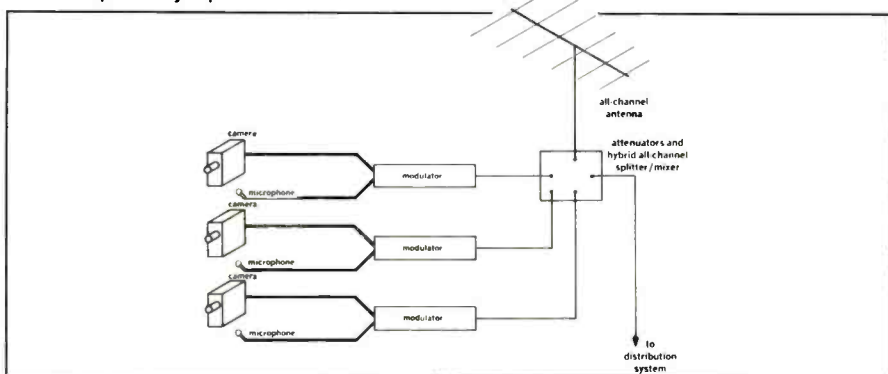 all-channel
antenna
camera
attenuators and
hybrid all-channel
splitter/mixer
modulator
microphone
camera
modulator
microphone
camera
modulator
microphone
to
distribution
system